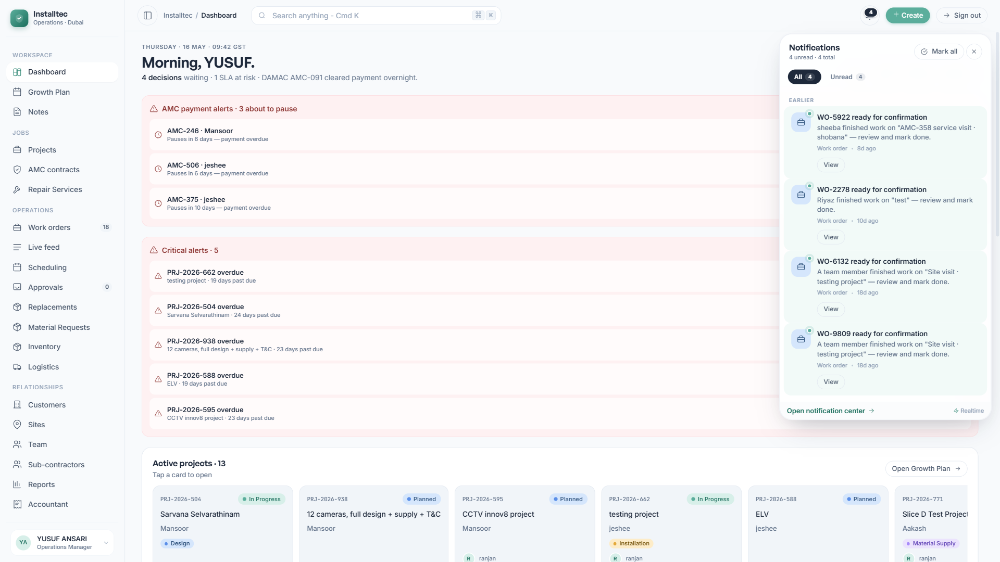 Installtec
Operations · Dubai
WORKSPACE
Dashboard
Growth Plan
Notes
JOBS
Projects
AMC contracts
Repair Services
OPERATIONS
Work orders 18
Live feed
Scheduling
Approvals 0
Replacements
Material Requests
Inventory
Logistics
RELATIONSHIPS
Customers
Sites
Team
Sub-contractors
Reports
Accountant
YA
YUSUF ANSARI
Operations Manager
Installtec / Dashboard
Search anything - Cmd K
⌘ K
4
+ Create
→ Sign out
THURSDAY · 16 MAY · 09:42 GST
Morning, YUSUF.
4 decisions waiting · 1 SLA at risk · DAMAC AMC-091 cleared payment overnight.
AMC payment alerts · 3 about to pause
AMC-246 · Mansoor
Pauses in 6 days — payment overdue
AMC-506 · jeshee
Pauses in 6 days — payment overdue
AMC-375 · jeshee
Pauses in 10 days — payment overdue
Critical alerts · 5
PRJ-2026-662 overdue
testing project · 19 days past due
PRJ-2026-504 overdue
Sarvana Selvarathinam · 24 days past due
PRJ-2026-938 overdue
12 cameras, full design + supply + T&C · 23 days past due
PRJ-2026-588 overdue
ELV · 19 days past due
PRJ-2026-595 overdue
CCTV innov8 project · 23 days past due
Notifications
4 unread · 4 total
Mark all
All 4
Unread 4
EARLIER
WO-5922 ready for confirmation
sheeba finished work on "AMC-358 service visit ·
shobana" — review and mark done.
Work order • 8d ago
View
WO-2278 ready for confirmation
Riyaz finished work on "test" — review and mark
done.
Work order • 10d ago
View
WO-6132 ready for confirmation
A team member finished work on "Site visit ·
testing project" — review and mark done.
Work order • 18d ago
View
WO-9809 ready for confirmation
A team member finished work on "Site visit ·
testing project" — review and mark done.
Work order • 18d ago
View
Open notification center →
Realtime
Active projects · 13
Tap a card to open
Open Growth Plan →
PRJ-2026-504
In Progress
Sarvana Selvarathinam
Mansoor
Design
PRJ-2026-938
Planned
12 cameras, full design + supply + T&C
Mansoor
PRJ-2026-595
Planned
CCTV innov8 project
Mansoor
R ranjan
PRJ-2026-662
In Progress
testing project
jeshee
Installation
R ranjan
PRJ-2026-588
Planned
ELV
jeshee
PRJ-2026-771
Slice D Test Project
Aakash
Material Supply
R ranjan